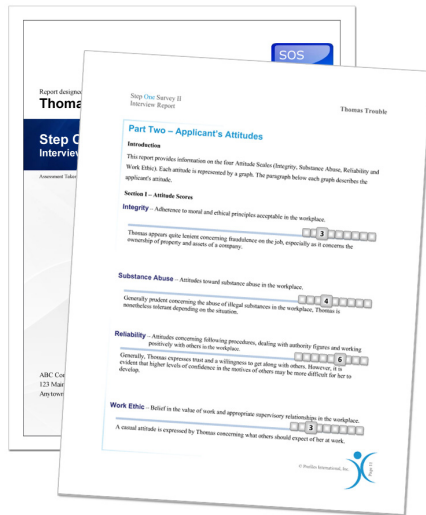 SOS
Report designe
Thoma
Step O
Interview
Assessment Taken
ABC Co
123 Main
Anytown
Step One Survey II
Interview Report
Thomas Trouble
Part Two – Applicant's Attitudes
Introduction
This report provides information on the four Attitude Scales (Integrity, Substance Abuse, Reliability and
Work Ethic). Each attitude is represented by a graph. The paragraph below each graph describes the
applicant's attitude.
Section I – Attitude Scores
Integrity – Adherence to moral and ethical principles acceptable in the workplace.
3
Thomas appears quite lenient concerning fraudulence on the job, especially as it concerns the
ownership of property and assets of a company.
Substance Abuse – Attitudes toward substance abuse in the workplace.
4
Generally prudent concerning the abuse of illegal substances in the workplace, Thomas is
nonetheless tolerant depending on the situation.
Reliability – Attitudes concerning following procedures, dealing with authority figures and working
positively with others in the workplace.
6
Generally, Thomas expresses trust and a willingness to get along with others. However, it is
evident that higher levels of confidence in the motives of others may be more difficult for her to
develop.
Work Ethic – Belief in the value of work and appropriate supervisory relationships in the workplace.
3
A casual attitude is expressed by Thomas concerning what others should expect of her at work.
© Profiles International, Inc.